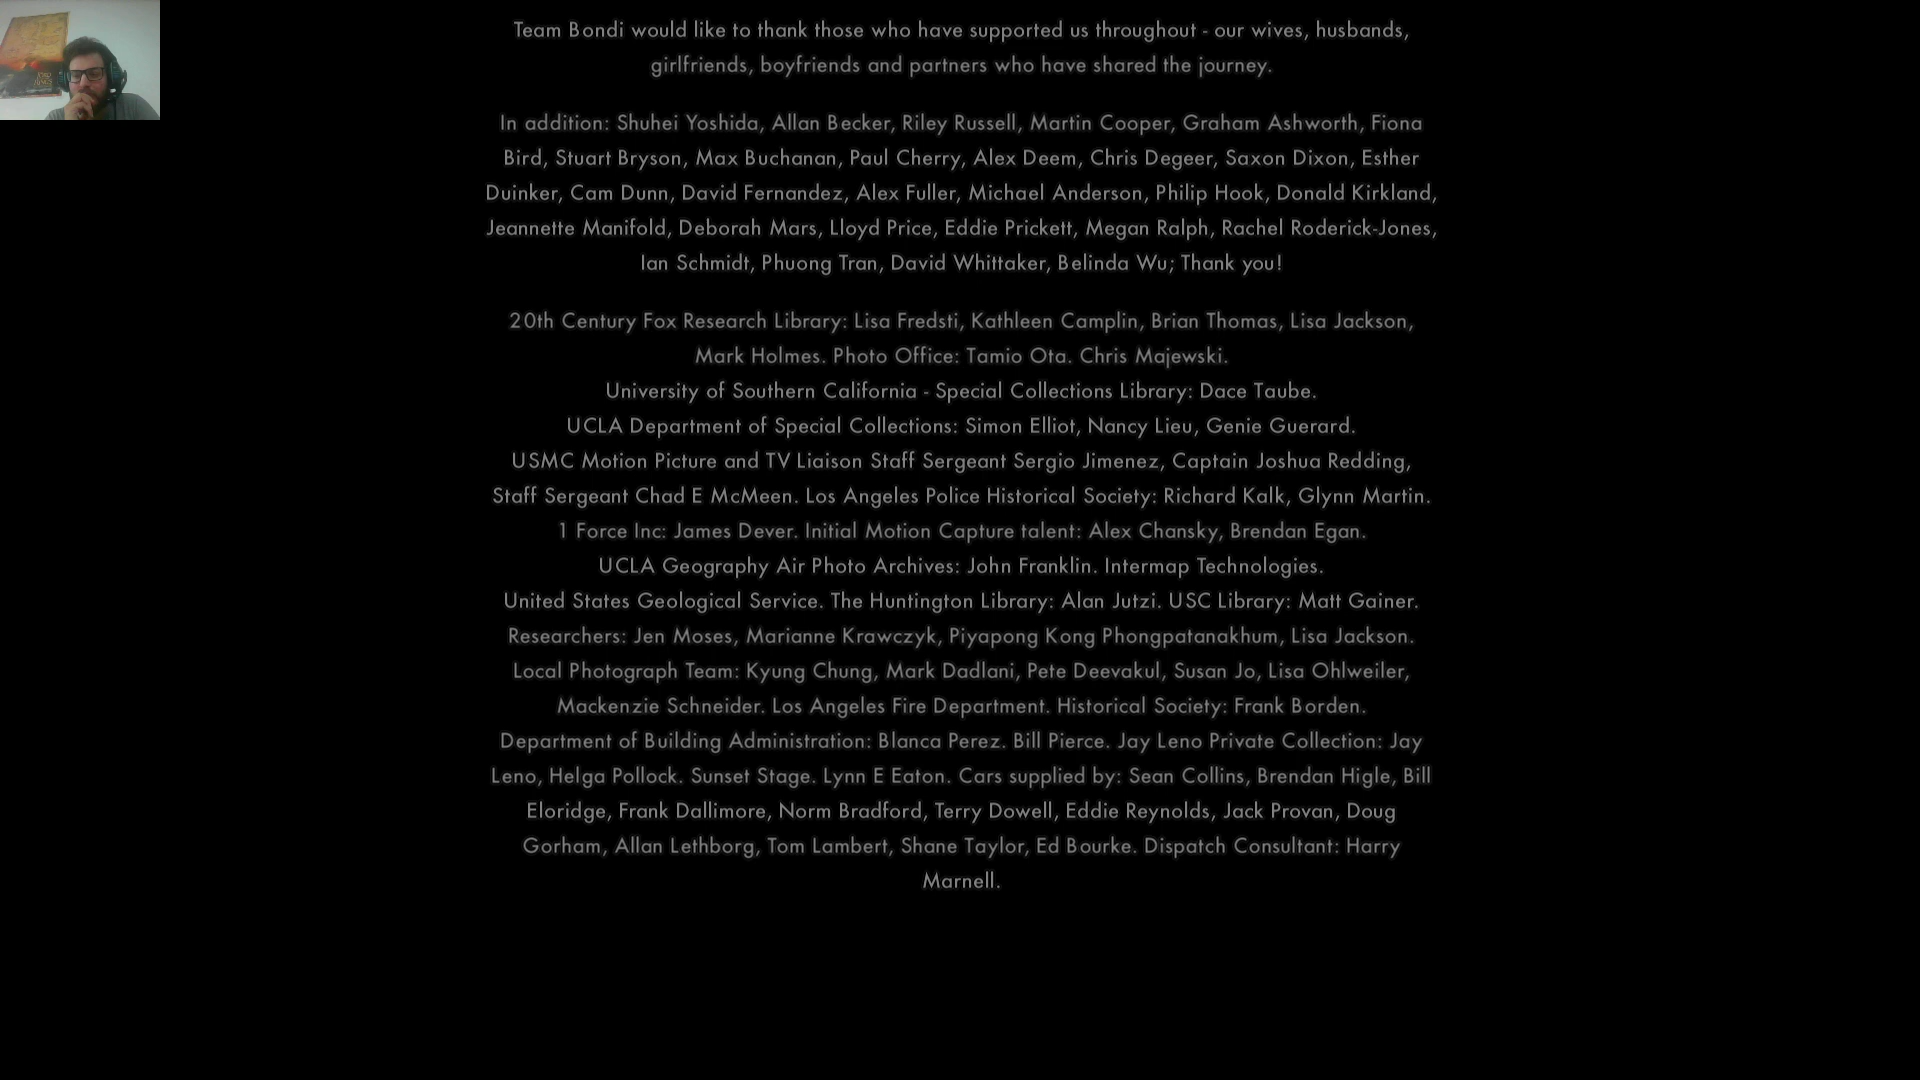 Team Bondi would like to thank those who have supported us throughout - our wives, husbands,
girlfriends, boyfriends and partners who have shared the journey.
In addition: Shuhei Yoshida, Allan Becker, Riley Russell, Martin Cooper, Graham Ashworth, Fiona
Bird, Stuart Bryson, Max Buchanan, Paul Cherry, Alex Deem, Chris Degeer, Saxon Dixon, Esther
Duinker, Cam Dunn, David Fernandez, Alex Fuller, Michael Anderson, Philip Hook, Donald Kirkland,
Jeannette Manifold, Deborah Mars, Lloyd Price, Eddie Prickett, Megan Ralph, Rachel Roderick-Jones,
Ian Schmidt, Phuong Tran, David Whittaker, Belinda Wu; Thank you!
20th Century Fox Research Library: Lisa Fredsti, Kathleen Camplin, Brian Thomas, Lisa Jackson,
Mark Holmes. Photo Office: Tamio Ota. Chris Majewski.
University of Southern California - Special Collections Library: Dace Taube.
UCLA Department of Special Collections: Simon Elliot, Nancy Lieu, Genie Guerard.
USMC Motion Picture and TV Liaison Staff Sergeant Sergio Jimenez, Captain Joshua Redding,
Staff Sergeant Chad E McMeen. Los Angeles Police Historical Society: Richard Kalk, Glynn Martin.
1 Force Inc: James Dever. Initial Motion Capture talent: Alex Chansky, Brendan Egan.
UCLA Geography Air Photo Archives: John Franklin. Intermap Technologies.
United States Geological Service. The Huntington Library: Alan Jutzi. USC Library: Matt Gainer.
Researchers: Jen Moses, Marianne Krawczyk, Piyapong Kong Phongpatanakhum, Lisa Jackson.
Local Photograph Team: Kyung Chung, Mark Dadlani, Pete Deevakul, Susan Jo, Lisa Ohlweiler,
Mackenzie Schneider. Los Angeles Fire Department. Historical Society: Frank Borden.
Department of Building Administration: Blanca Perez. Bill Pierce. Jay Leno Private Collection: Jay
Leno, Helga Pollock. Sunset Stage. Lynn E Eaton. Cars supplied by: Sean Collins, Brendan Higle, Bill
Eloridge, Frank Dallimore, Norm Bradford, Terry Dowell, Eddie Reynolds, Jack Provan, Doug
Gorham, Allan Lethborg, Tom Lambert, Shane Taylor, Ed Bourke. Dispatch Consultant: Harry
Marnell.